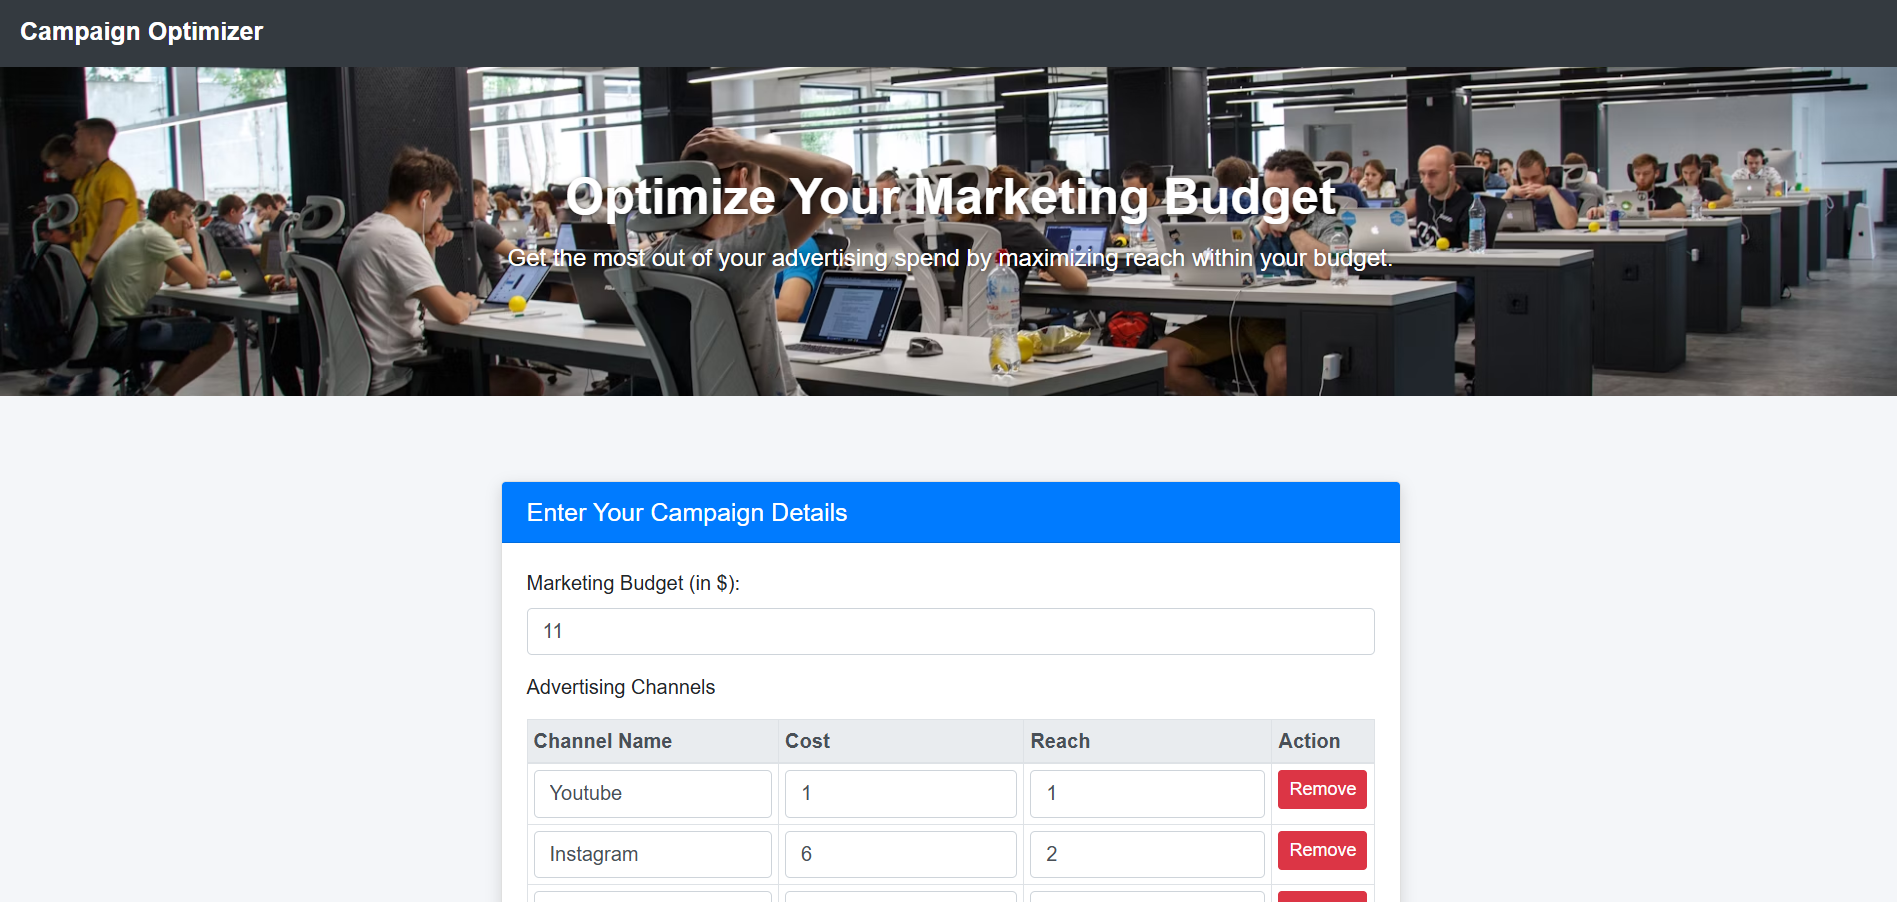 Campaign Optimizer
Optimize Your Marketing Budget
Get the most out of your advertising spend by maximizing reach within your budget.
Enter Your Campaign Details
Marketing Budget (in $):
11
Advertising Channels
Channel Name Cost Reach Action
Youtube 1 1 Remove
Instagram 6 2 Remove